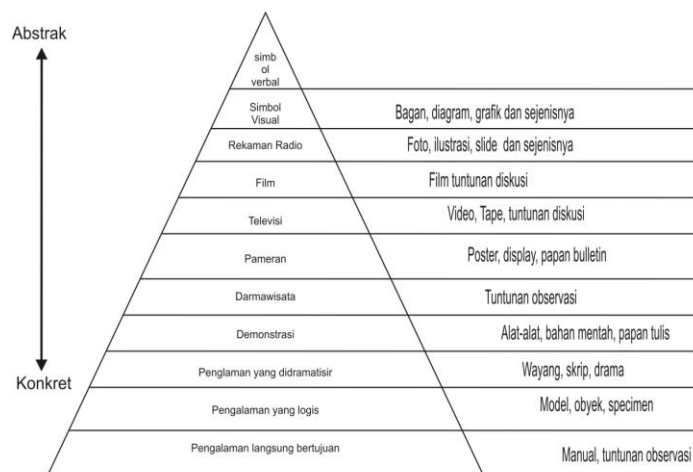 Abstrak
simb
ol
verbal
Simbol
Visual
Bagan, diagram, grafik dan sejenisnya
Rekaman Radio
Foto, ilustrasi, slide dan sejenisnya
Film
Film tuntunan diskusi
Televisi
Video, Tape, tuntunan diskusi
Pameran
Poster, display, papan bulletin
Darmawisata
Tuntunan observasi
Demonstrasi
Alat-alat, bahan mentah, papan tulis
Konkret
Penglaman yang didramatisir
Wayang, skrip, drama
Pengalaman yang logis
Model, obyek, specimen
Pengalaman langsung bertujuan
Manual, tuntunan observasi